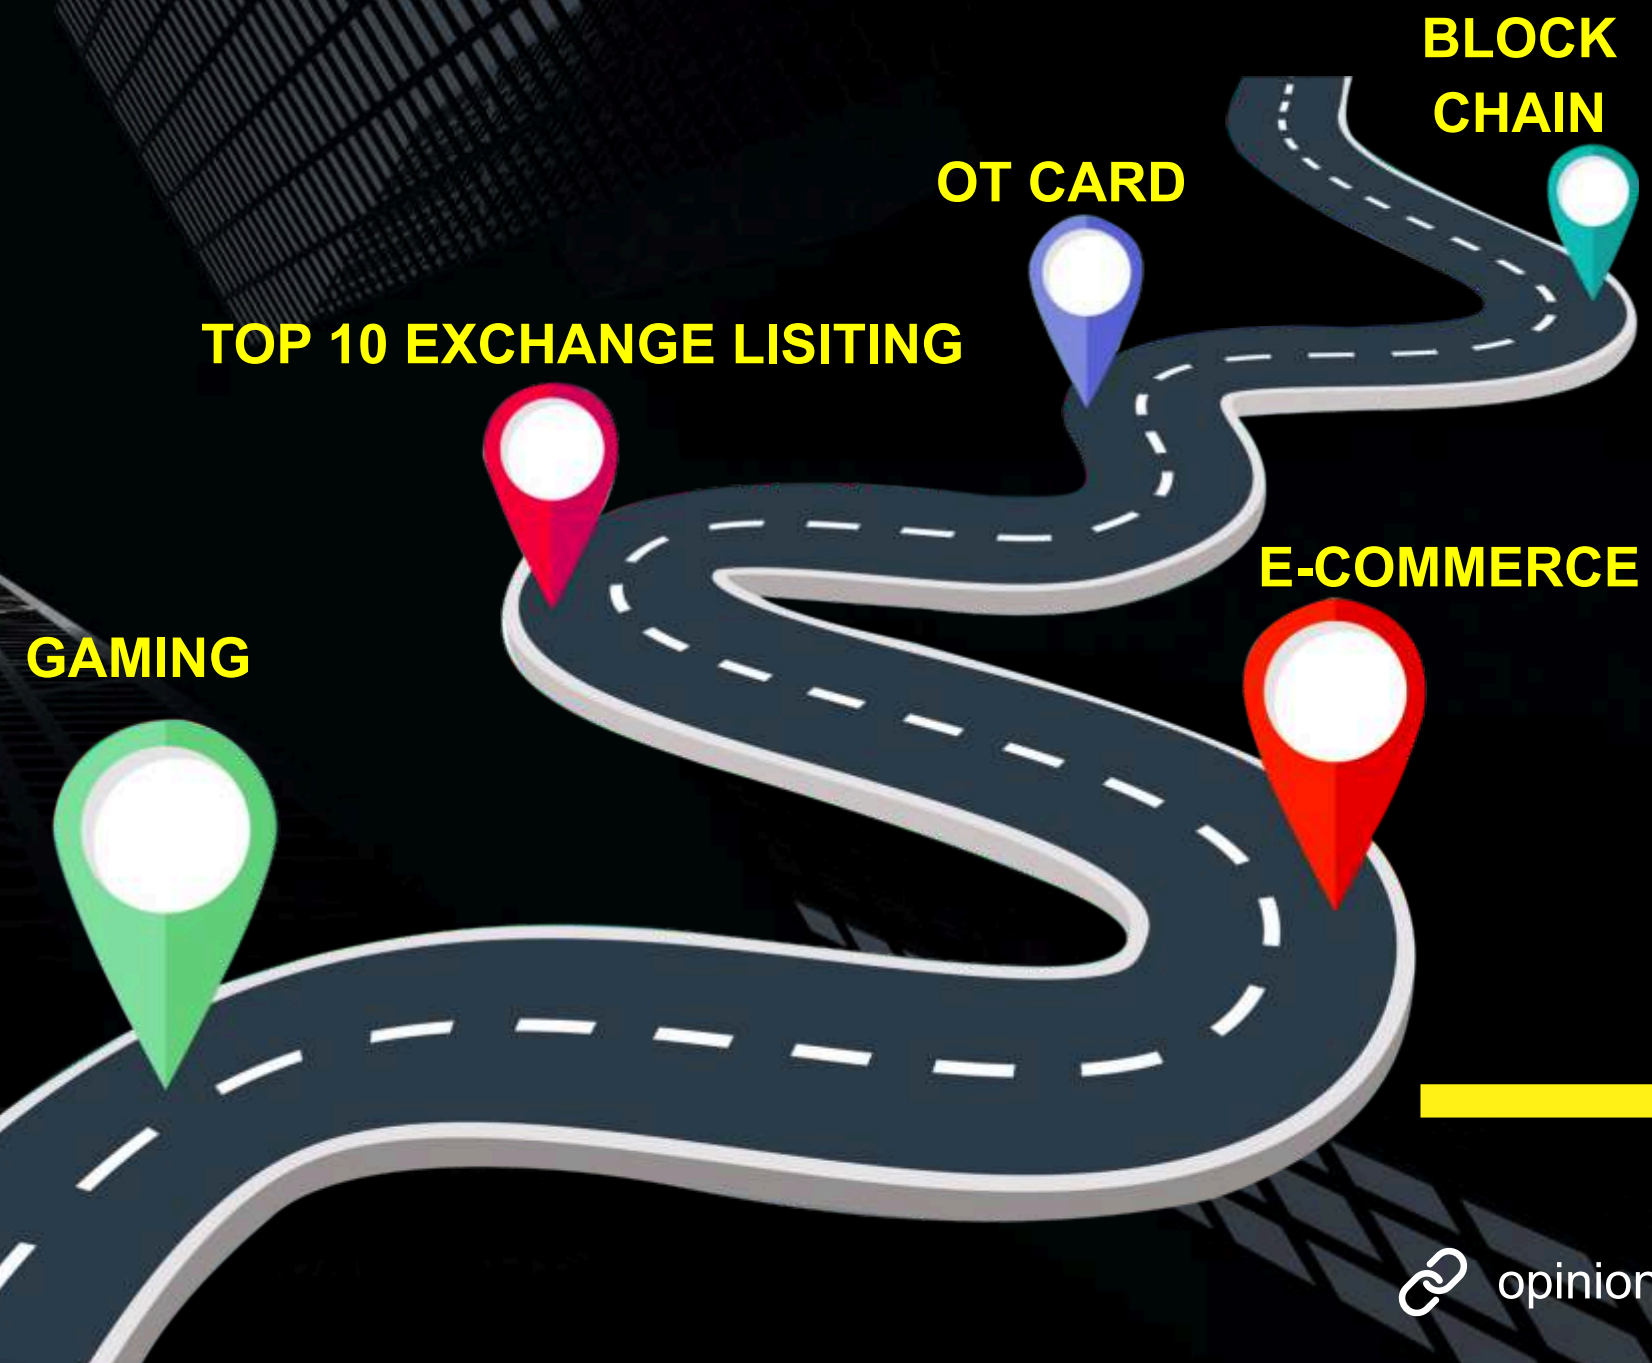 BLOCK
CHAIN
OT CARD
TOP 10 EXCHANGE LISITING
E-COMMERCE
GAMING
opinion